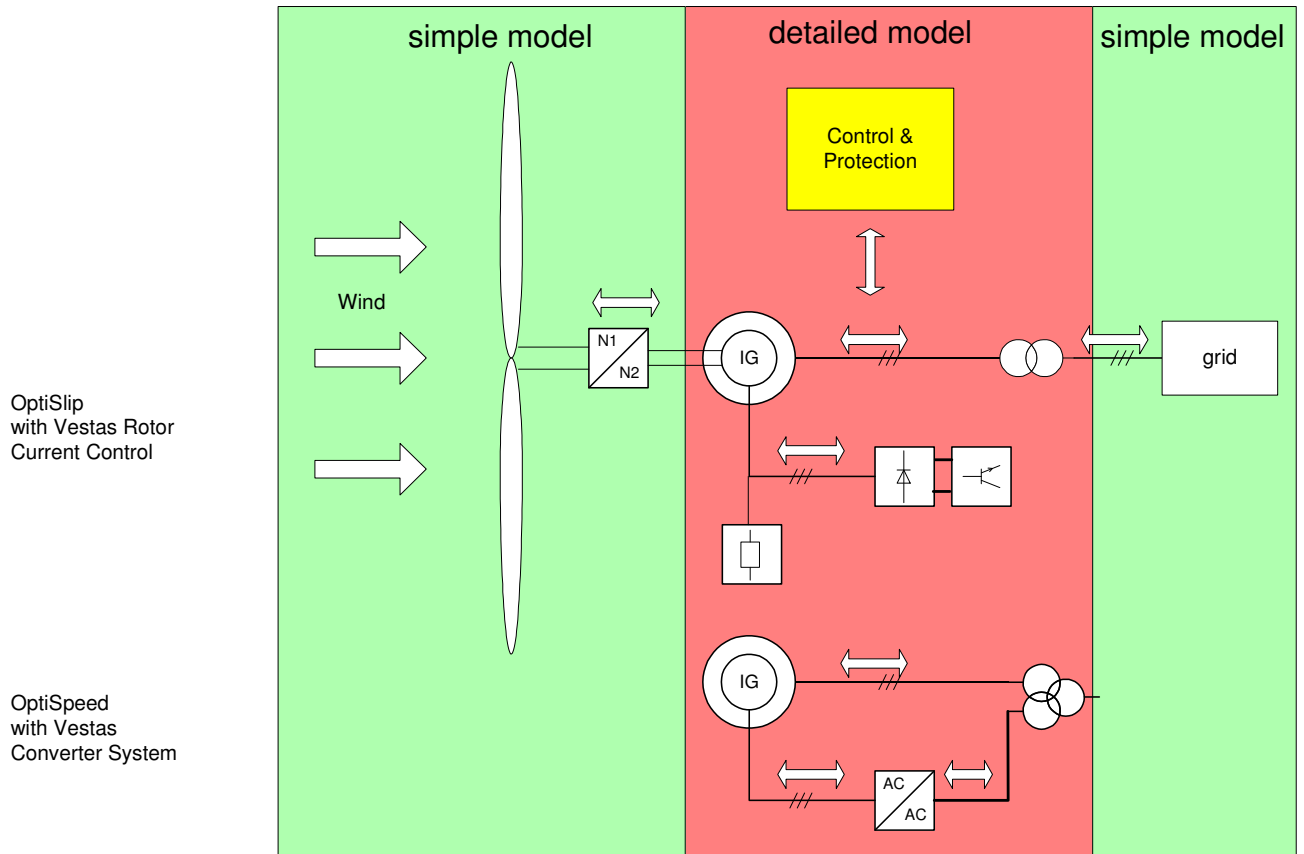 simple model
detailed model
simple model
Control &
Protection
Wind
N1
N2
IG
grid
OptiSlip
with Vestas Rotor
Current Control
IG
OptiSpeed
with Vestas
Converter System
AC
AC